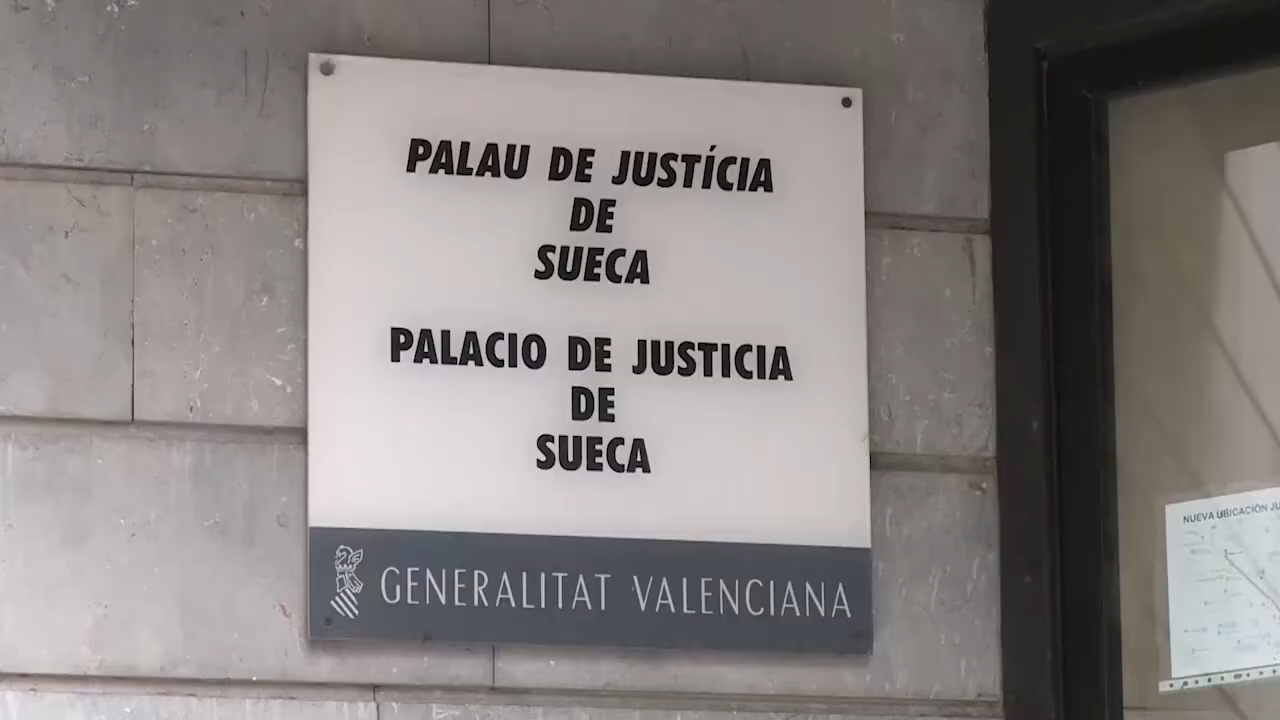 PALAU DE JUSTÍCIA
DE
SUECA
PALACIO DE JUSTICIA
DE
SUECA
GENERALITAT VALENCIANA
NUEVA UBICACIÓN